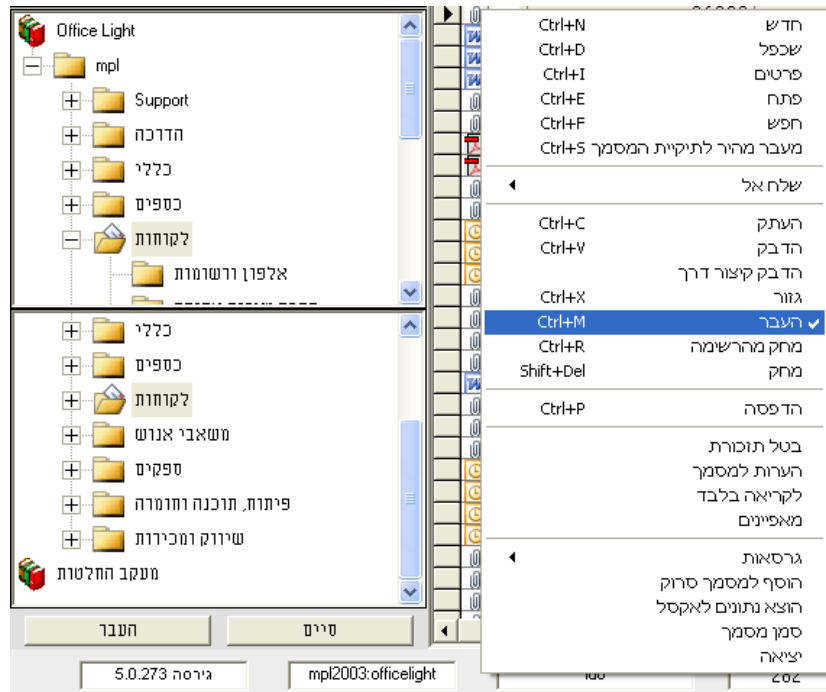 Office Light
mpl
Support
הדרכה
כללי
כספים
לקוחות
אלפון ורשומות
כללי
כספים
לקוחות
משאבי אנוש
ספקים
פיתוח, תוכנה וחומרה
שיווק ומכירות
מעקב החלטות
העבר
סיים
גירסה 5.0.273
mpl2003:officelight
חדש Ctrl+N
שכפל Ctrl+D
פרטים Ctrl+I
פתח Ctrl+E
חפש Ctrl+F
מעבר מהיר לתיקיית המסמך Ctrl+S
שלח אל
העתק Ctrl+C
הדבק Ctrl+V
הדבק קיצור דרך
גזור Ctrl+X
העבר Ctrl+M
מחק מהרשימה Ctrl+R
מחק Shift+Del
הדפסה Ctrl+P
בטל תזכורת
הערות למסמך
לקריאה בלבד
מאפיינים
גרסאות
הוסף למסמך סרוק
הוצא נתונים לאקסל
סמן מסמך
יציאה